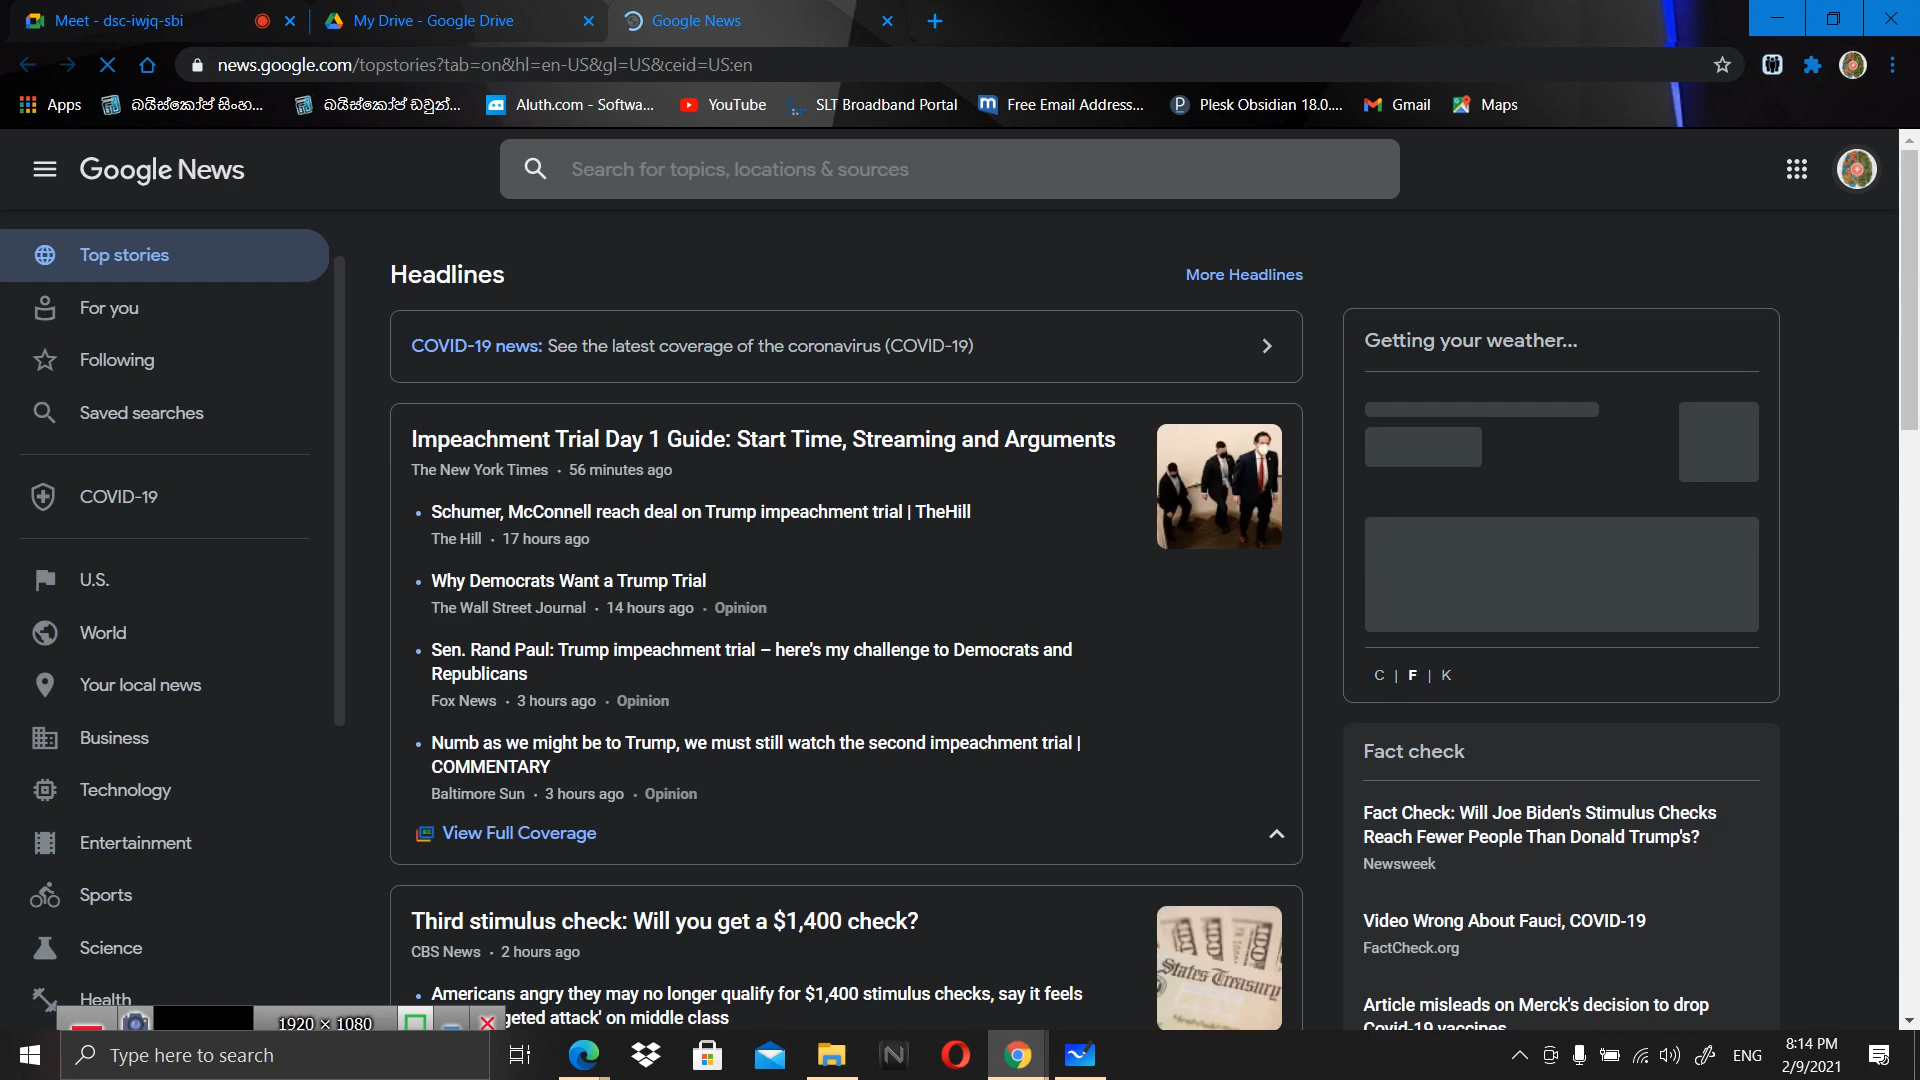 Meet - dsc-iwjq-sbi
My Drive - Google Drive
Google News
news.google.com/topstories?tab=on&hl=en-US&gl=US&ceid=US:en
Apps
බයිස්කෝප් සිංහ...
බයිස්කෝප් ඩවුන්...
Aluth.com - Softwa...
YouTube
SLT Broadband Portal
Free Email Address...
Plesk Obsidian 18.0....
Gmail
Maps
Google News
Search for topics, locations & sources
Top stories
For you
Following
Saved searches
COVID-19
U.S.
World
Your local news
Business
Technology
Entertainment
Sports
Science
Health
Headlines
More Headlines
COVID-19 news: See the latest coverage of the coronavirus (COVID-19)
Impeachment Trial Day 1 Guide: Start Time, Streaming and Arguments
The New York Times · 56 minutes ago
Schumer, McConnell reach deal on Trump impeachment trial | TheHill
The Hill · 17 hours ago
Why Democrats Want a Trump Trial
The Wall Street Journal · 14 hours ago · Opinion
Sen. Rand Paul: Trump impeachment trial – here's my challenge to Democrats and
Republicans
Fox News · 3 hours ago · Opinion
Numb as we might be to Trump, we must still watch the second impeachment trial |
COMMENTARY
Baltimore Sun · 3 hours ago · Opinion
View Full Coverage
Third stimulus check: Will you get a $1,400 check?
CBS News · 2 hours ago
Americans angry they may no longer qualify for $1,400 stimulus checks, say it feels
geted attack' on middle class
States Treasury
Getting your weather...
C | F | K
Fact check
Fact Check: Will Joe Biden's Stimulus Checks
Reach Fewer People Than Donald Trump's?
Newsweek
Video Wrong About Fauci, COVID-19
FactCheck.org
Article misleads on Merck's decision to drop
Covid-19 vaccines
1920 × 1080
Type here to search
ENG
8:14 PM
2/9/2021